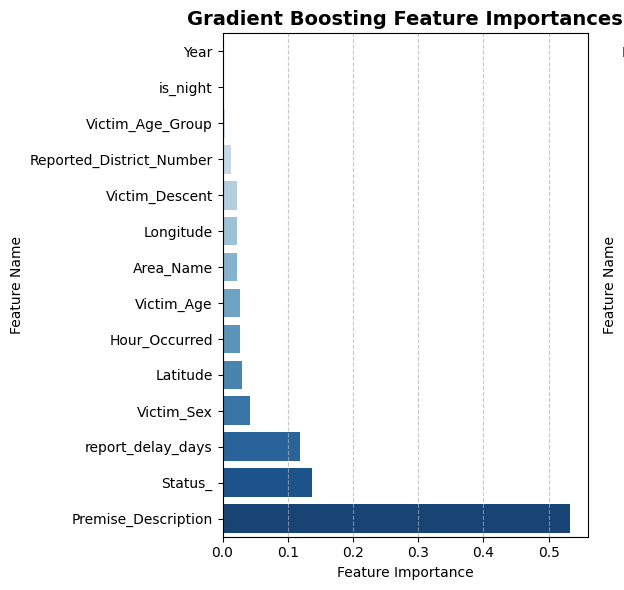 Gradient Boosting Feature Importances
Year
is_night
Victim_Age_Group
Reported_District_Number
Victim_Descent
Longitude
Area_Name
Victim_Age
Hour_Occurred
Latitude
Victim_Sex
report_delay_days
Status_
Premise_Description
Feature Name
0.0 0.1 0.2 0.3 0.4 0.5
Feature Importance
Feature Name